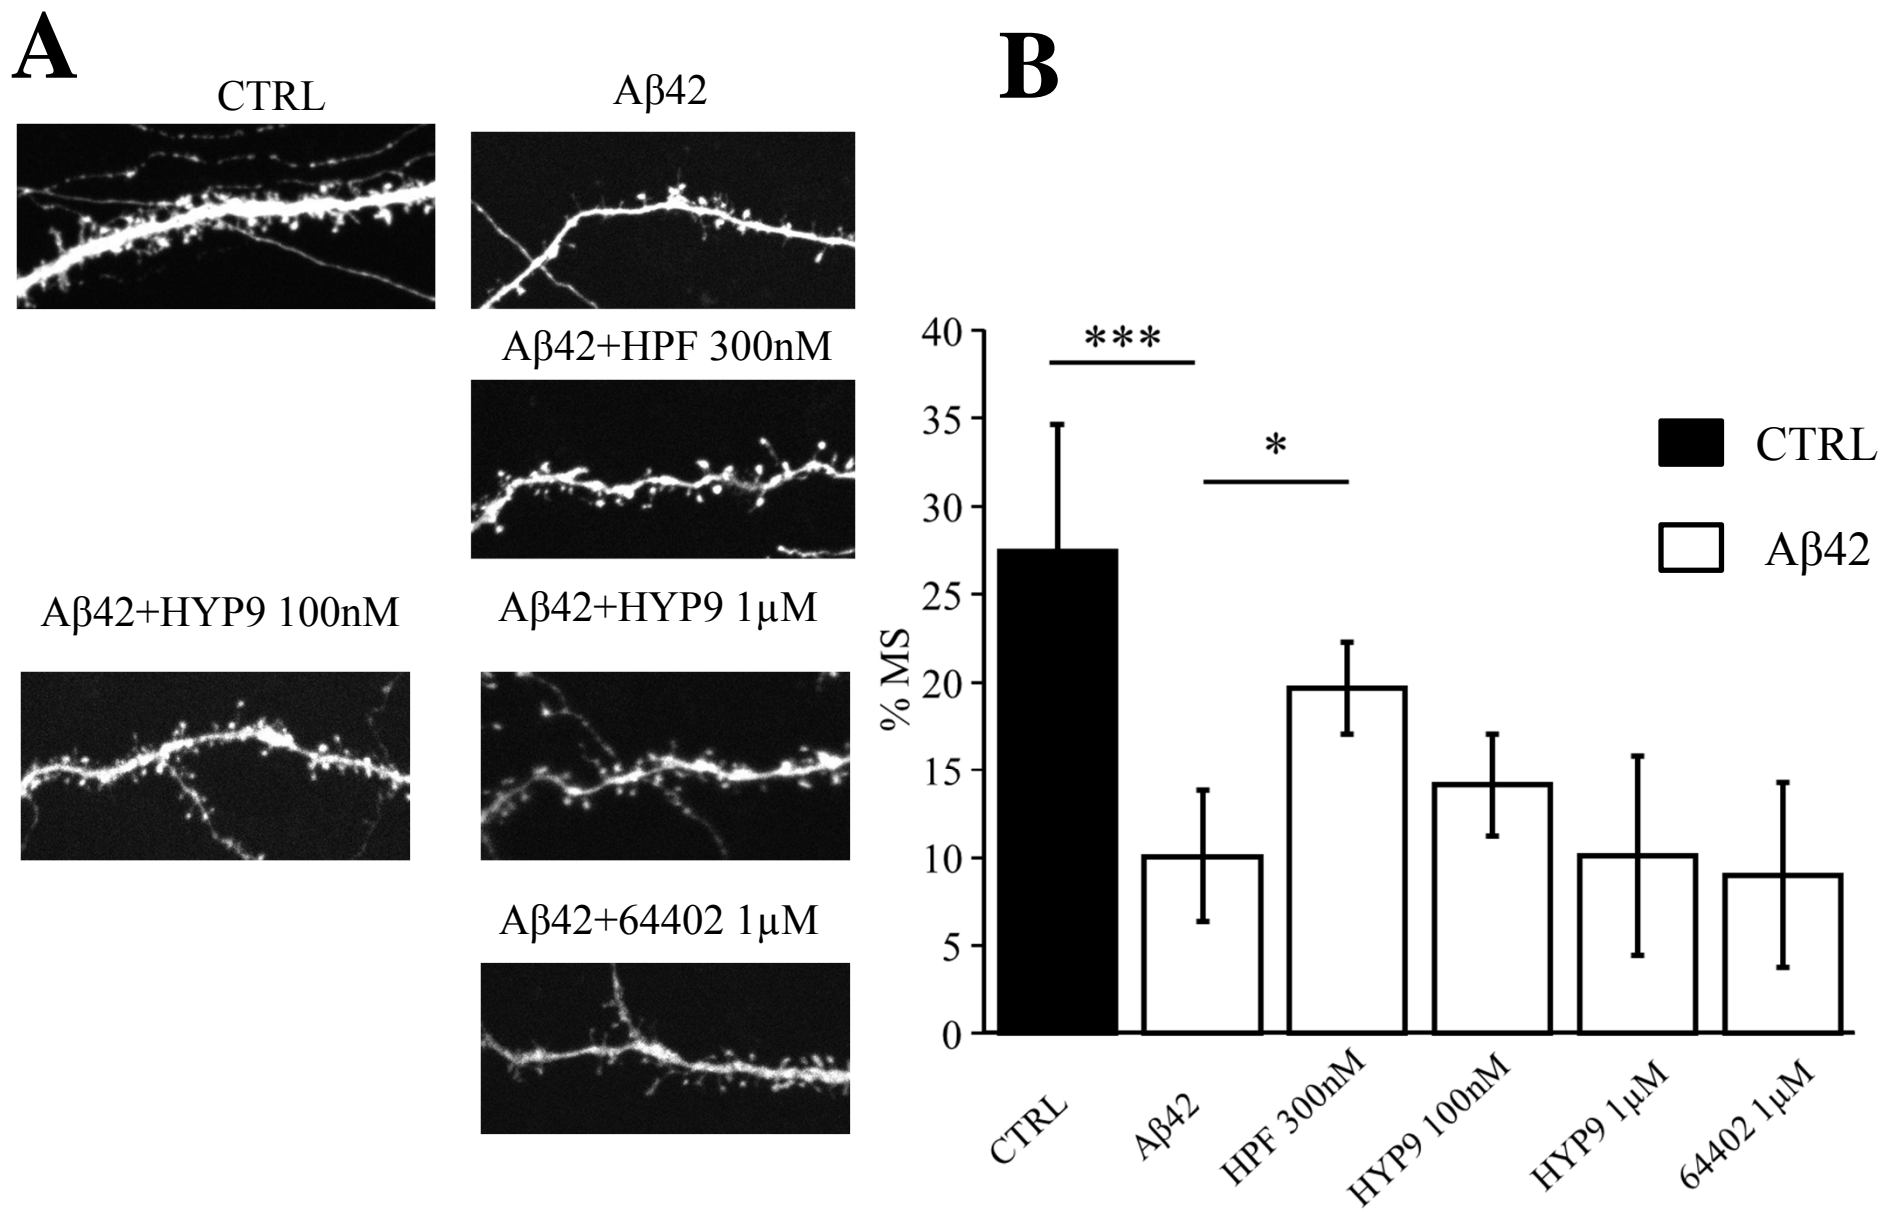 A
CTRL
Aβ42
Aβ42+HPF 300nM
Aβ42+HYP9 100nM
Aβ42+HYP9 1μM
Aβ42+64402 1μM
B
40
35
30
25
20
15
10
5
0
% MS
***
*
CTRL
Aβ42
CTRL
Aβ42
HPF 300nM
HYP9 100nM
HYP9 1μM
64402 1μM